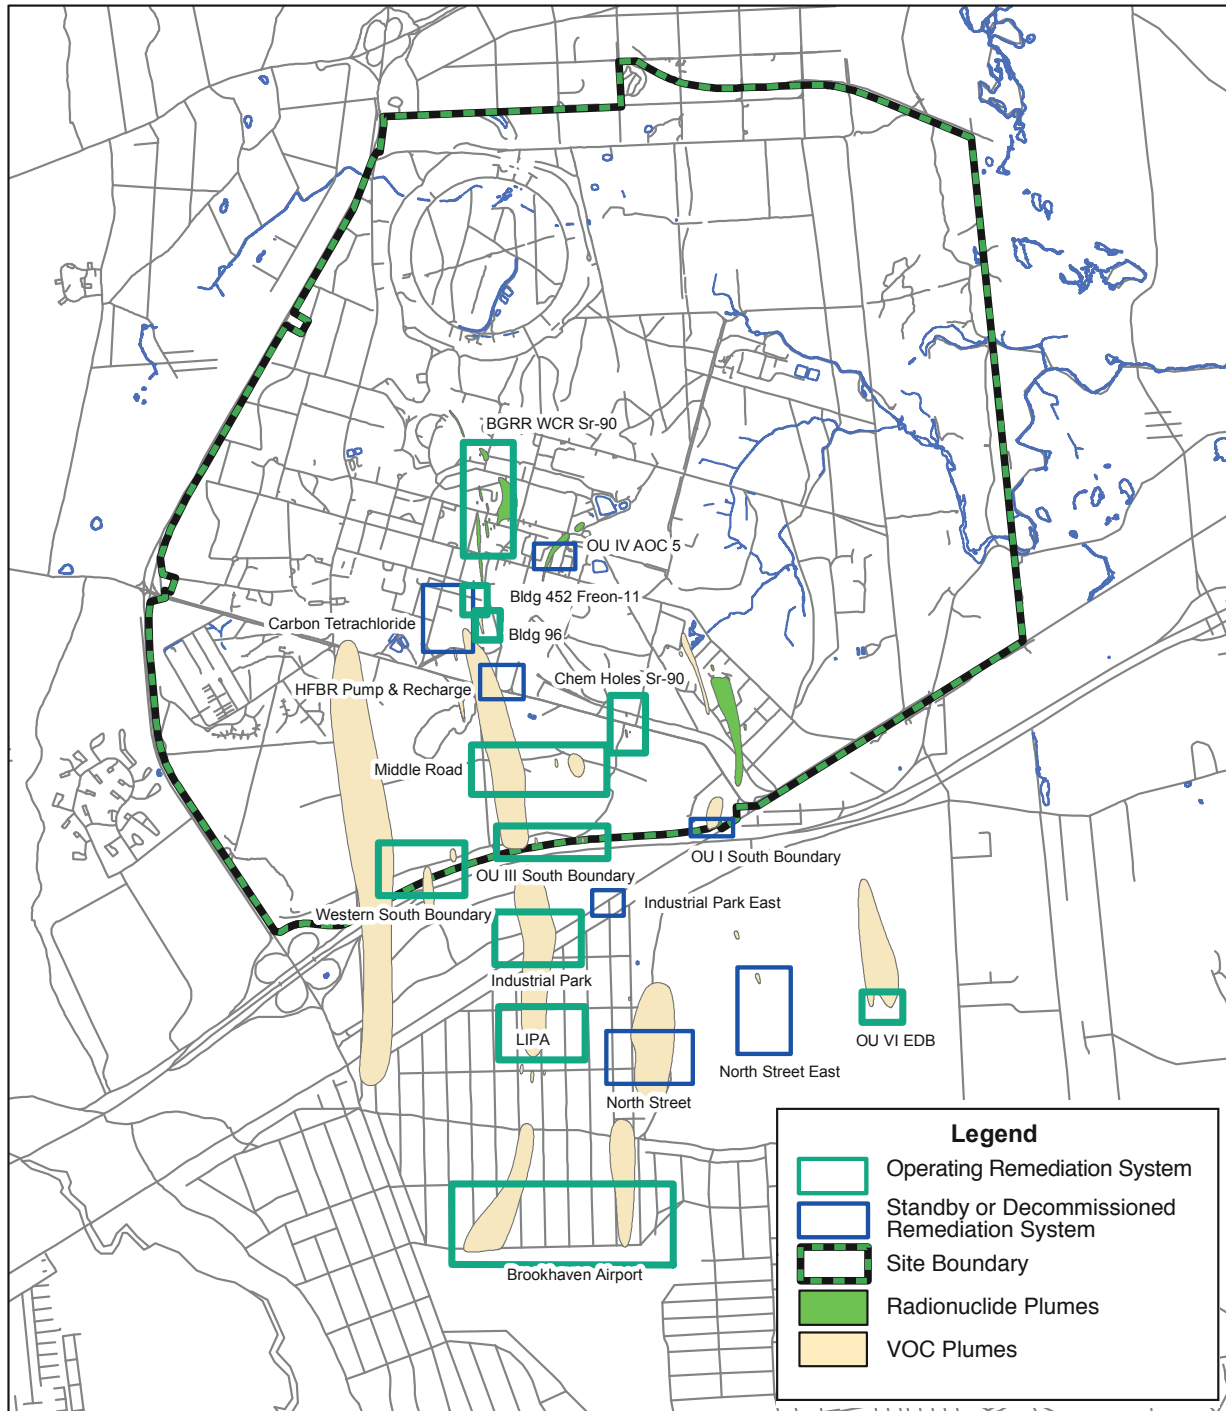 BGRR WCR Sr-90
OU IV AOC 5
Bldg 452 Freon-11
Carbon Tetrachloride
Bldg 96
Chem Holes Sr-90
HFBR Pump & Recharge
Middle Road
OU I South Boundary
OU III South Boundary
Industrial Park East
Western South Boundary
Industrial Park
LIPA
OU VI EDB
North Street East
North Street
Brookhaven Airport
Legend
Operating Remediation System
Standby or Decommissioned
Remediation System
Site Boundary
Radionuclide Plumes
VOC Plumes